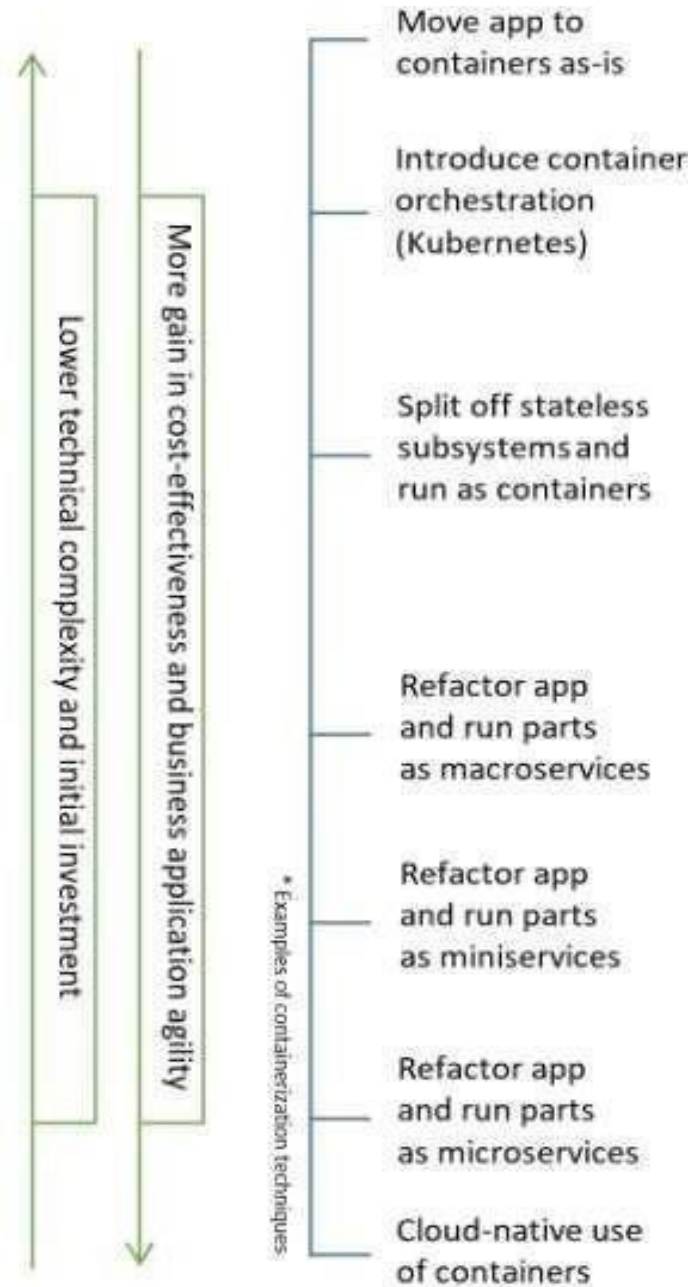 Lower technical complexity and initial investment
More gain in cost-effectiveness and business application agility
* Examples of containerization techniques
Move app to
containers as-is
Introduce container
orchestration
(Kubernetes)
Split off stateless
subsystems and
run as containers
Refactor app
and run parts
as macroservices
Refactor app
and run parts
as miniservices
Refactor app
and run parts
as microservices
Cloud-native use
of containers